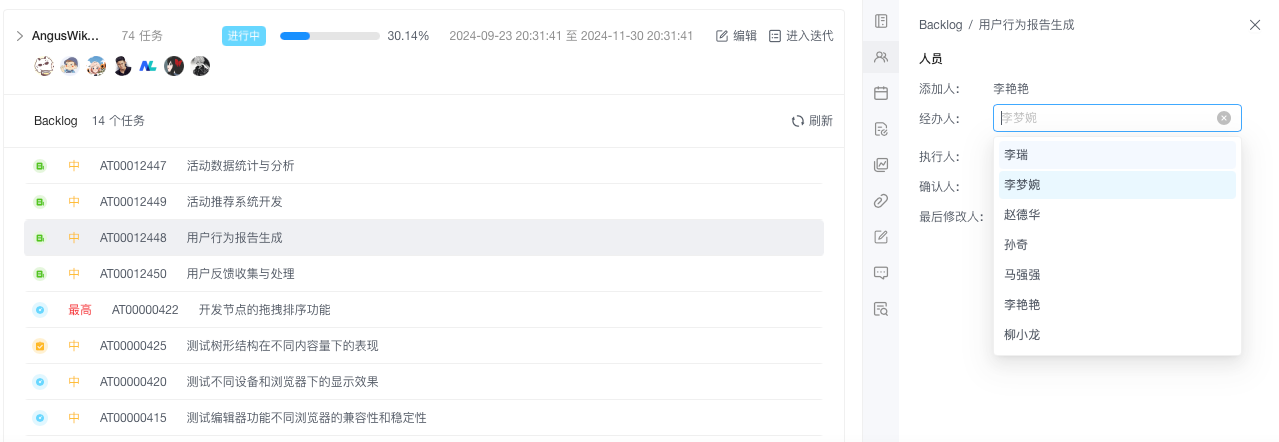 AngusWik... 74 任务 进行中 30.14% 2024-09-23 20:31:41 至 2024-11-30 20:31:41 编辑 进入迭代
Backlog 14 个任务 刷新
中 AT00012447 活动数据统计与分析
中 AT00012449 活动推荐系统开发
中 AT00012448 用户行为报告生成
中 AT00012450 用户反馈收集与处理
最高 AT00000422 开发节点的拖拽排序功能
中 AT00000425 测试树形结构在不同内容量下的表现
中 AT00000420 测试不同设备和浏览器下的显示效果
中 AT00000415 测试编辑器功能不同浏览器的兼容性和稳定性
Backlog / 用户行为报告生成
人员
添加人: 李艳艳
经办人: 李梦婉
执行人:
确认人:
最后修改人:
李瑞
李梦婉
赵德华
孙奇
马强强
李艳艳
柳小龙